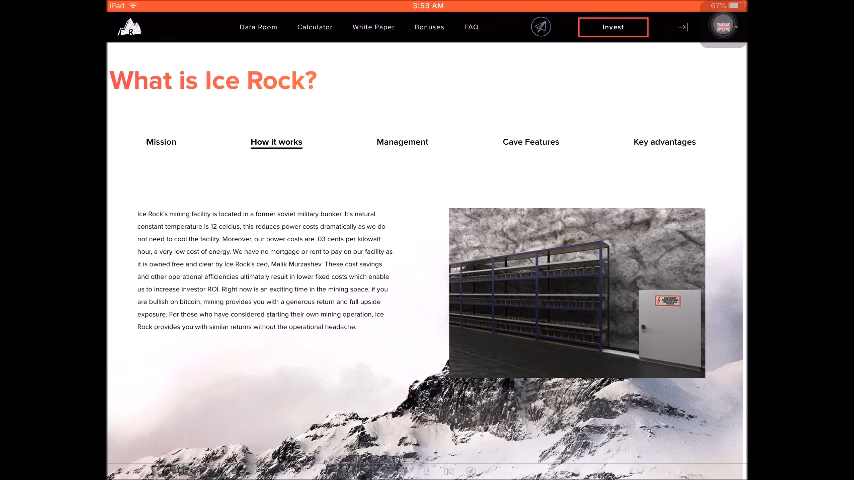 iPad
3:53 AM
67%
Data Room
Calculator
White Paper
Bonuses
FAQ
Invest
What is Ice Rock?
Mission
How it works
Management
Cave Features
Key advantages
Ice Rock's mining facility is located in a former soviet military bunker. It's natural
constant temperature is 12 celcius, this reduces power costs dramatically as we do
not need to cool the facility. Moreover, our power costs are .03 cents per kilowatt
hour, a very low cost of energy. We have no mortgage or rent to pay on our facility as
it is owned free and clear by Ice Rock's ceo, Malik Murzashev. These cost savings
and other operational efficiencies ultimately result in lower fixed costs which enable
us to increase investor ROI. Right now is an exciting time in the mining space, if you
are bullish on bitcoin, mining provides you with a generous return and full upside
exposure. For those who have considered starting their own mining operation, Ice
Rock provides you with similar returns without the operational headache.